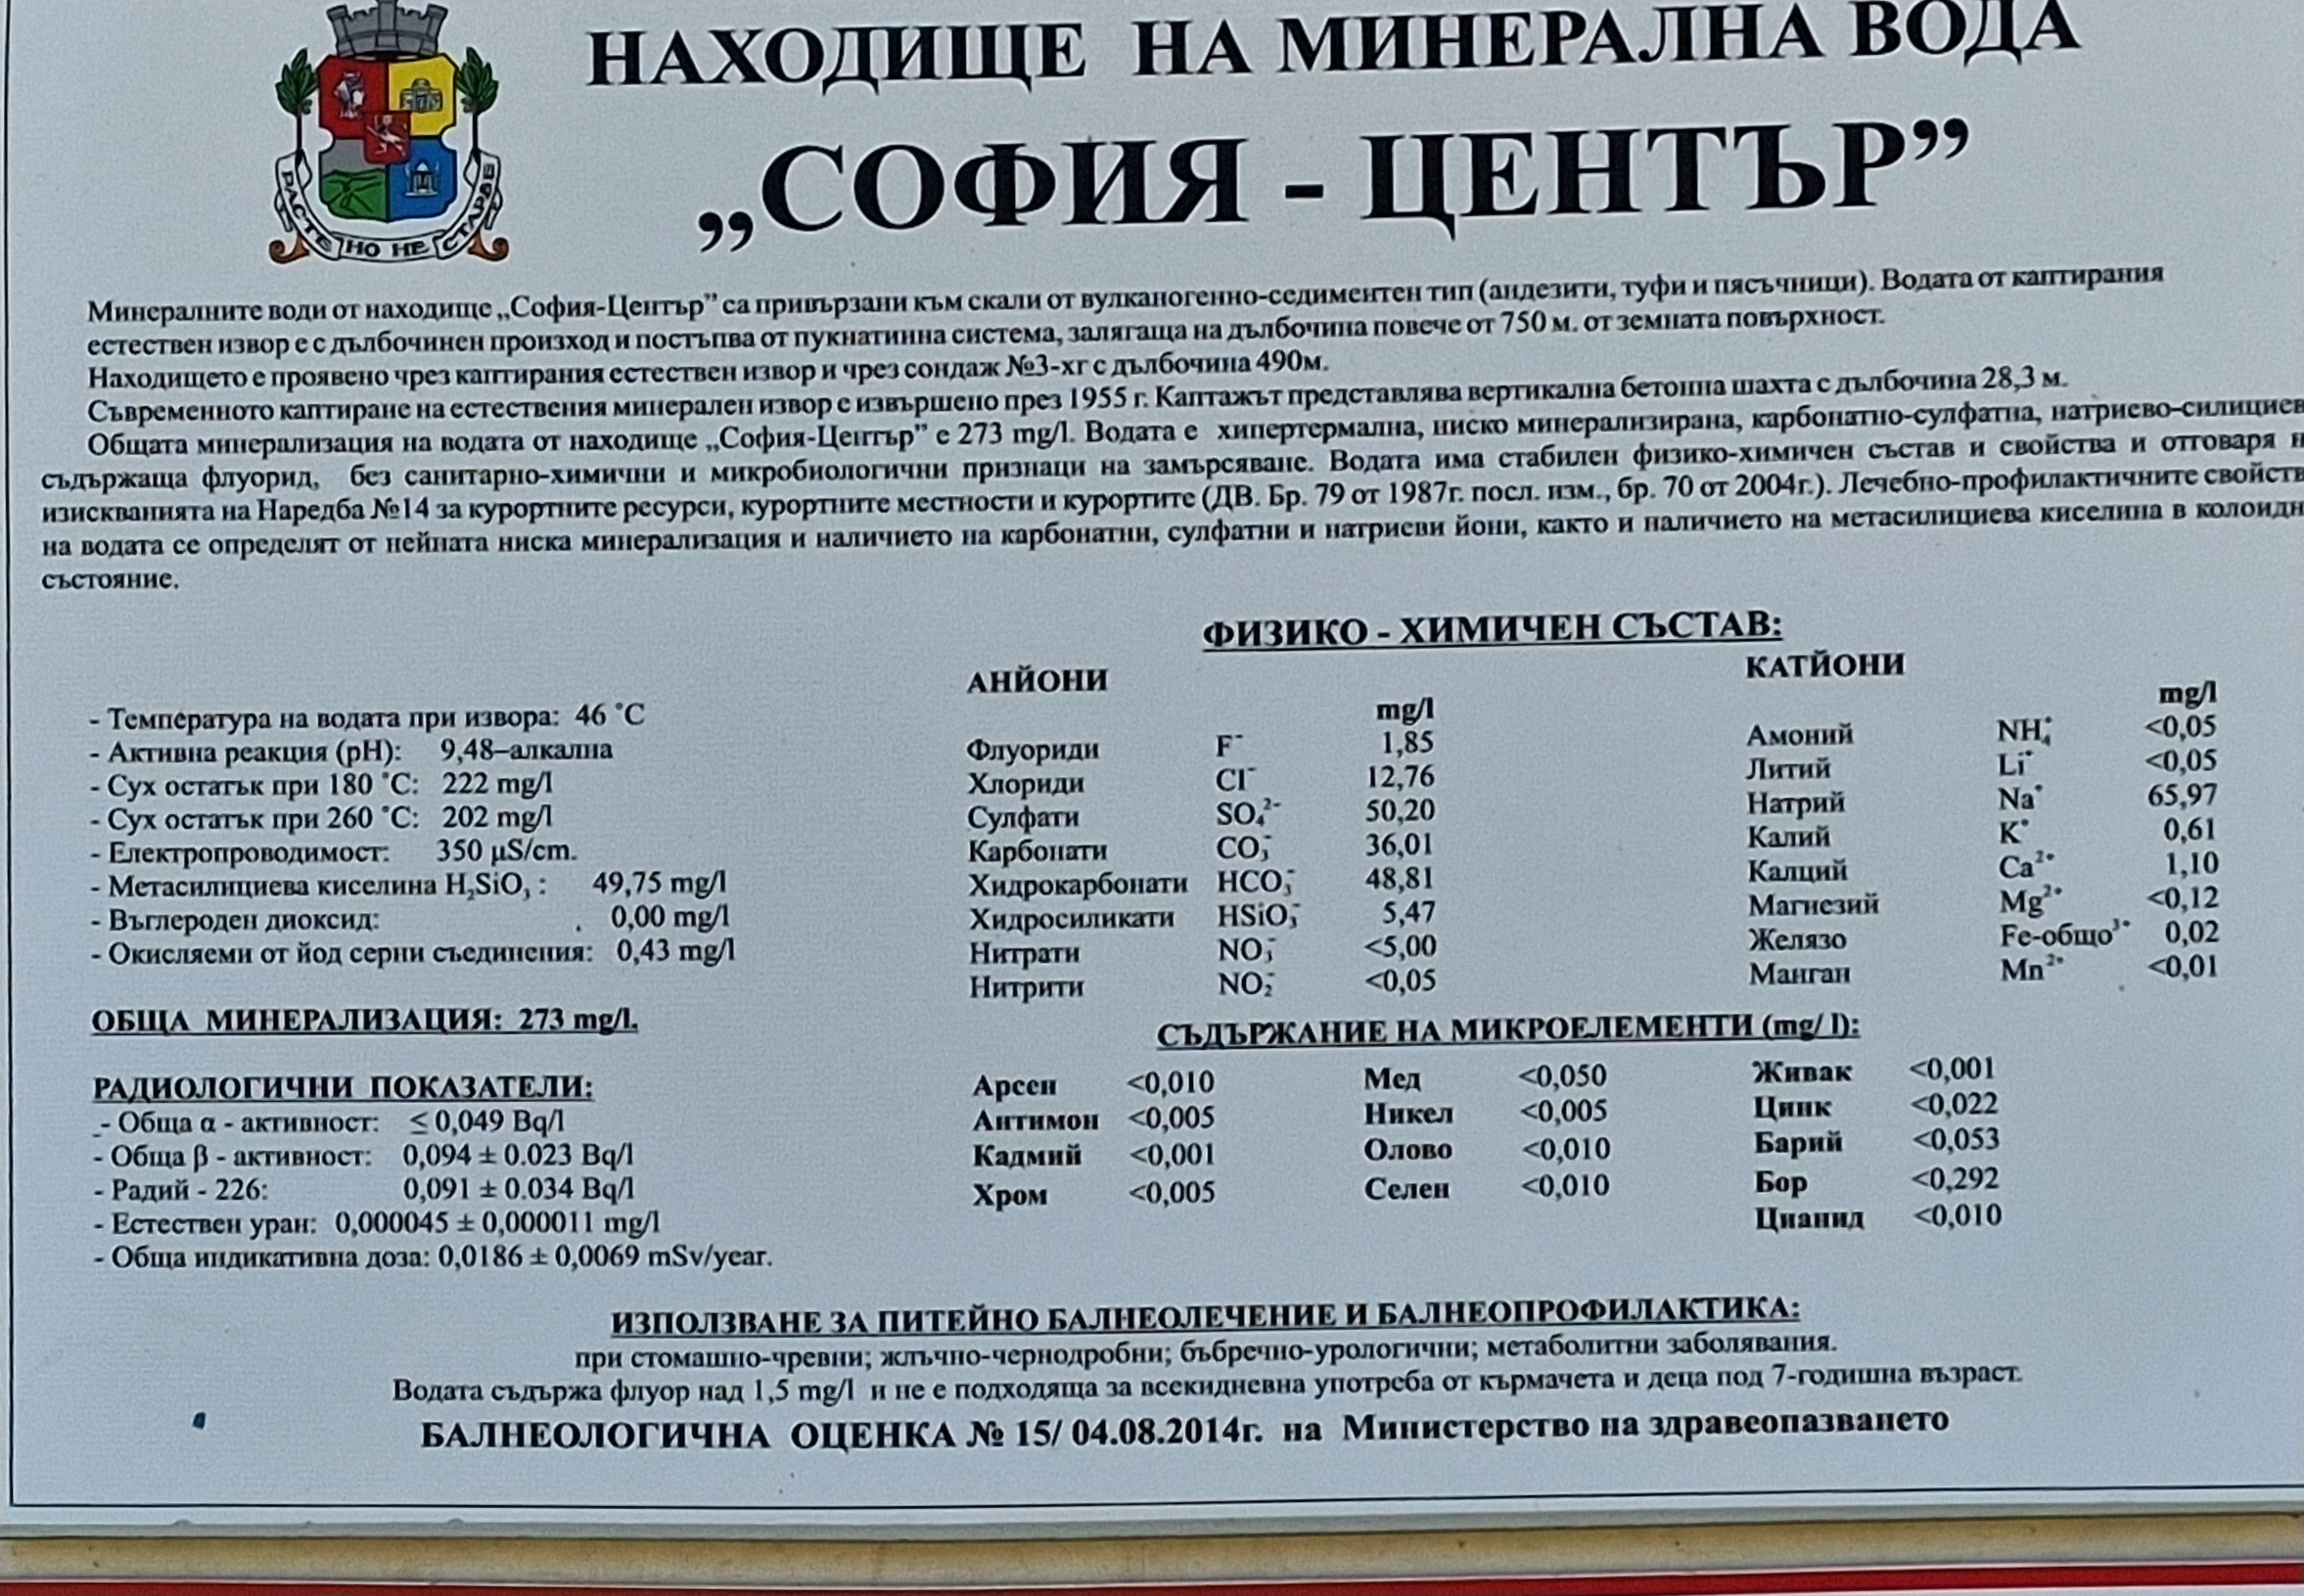 НАХОДИЩЕ НА МИНЕРАЛНА ВОДА
„СОФИЯ - ЦЕНТЪР”
РАСТЕ НО НЕ СТАРѢЕ
Минералните води от находище „София-Център” са привързани към скали от вулканогенно-седиментен тип (андезити, туфи и пясъчници). Водата от каптирания
естествен извор е с дълбочинен произход и постъпва от пукнатинна система, залягаща на дълбочина повече от 750 м. от земната повърхност.
Находището е проявено чрез каптирания естествен извор и чрез сондаж №3-хг с дълбочина 490м.
Съвременното каптиране на естествения минерален извор е извършено през 1955 г. Каптажът представлява вертикална бетонна шахта с дълбочина 28,3 м.
Общата минерализация на водата от находище „София-Център” е 273 mg/l. Водата е хипертермална, ниско минерализирана, карбонатно-сулфатна, натриево-силициев
съдържаща флуорид, без санитарно-химични и микробиологични признаци на замърсяване. Водата има стабилен физико-химичен състав и свойства и отговаря н
изискванията на Наредба №14 за курортните ресурси, курортните местности и курортите (ДВ. Бр. 79 от 1987г. посл. изм., бр. 70 от 2004г.). Лечебно-профилактичните свойств
на водата се определят от нейната ниска минерализация и наличието на карбонатни, сулфатни и натриеви йони, както и наличието на метасилициева киселина в колоидн
състояние.
- Температура на водата при извора: 46 °C
- Активна реакция (pH): 9,48–алкална
- Сух остатък при 180 °C: 222 mg/l
- Сух остатък при 260 °C: 202 mg/l
- Електропроводимост: 350 µS/cm.
- Метасилициева киселина H₂SiO₃ : 49,75 mg/l
- Въглероден диоксид: 0,00 mg/l
- Окисляеми от йод серни съединения: 0,43 mg/l
ОБЩА МИНЕРАЛИЗАЦИЯ: 273 mg/l.
РАДИОЛОГИЧНИ ПОКАЗАТЕЛИ:
- Обща α - активност: ≤ 0,049 Bq/l
- Обща β - активност: 0,094 ± 0.023 Bq/l
- Радий - 226: 0,091 ± 0.034 Bq/l
- Естествен уран: 0,000045 ± 0,000011 mg/l
- Обща индикативна доза: 0,0186 ± 0,0069 mSv/year.
ФИЗИКО - ХИМИЧЕН СЪСТАВ:
АНЙОНИ
mg/l
Флуориди F⁻ 1,85
Хлориди Cl⁻ 12,76
Сулфати SO₄²⁻ 50,20
Карбонати CO₃⁻ 36,01
Хидрокарбонати HCO₃⁻ 48,81
Хидросиликати HSiO₃⁻ 5,47
Нитрати NO₃⁻ <5,00
Нитрити NO₂⁻ <0,05
КАТЙОНИ
mg/l
Амоний NH₄⁺ <0,05
Литий Li⁺ <0,05
Натрий Na⁺ 65,97
Калий K⁺ 0,61
Калций Ca²⁺ 1,10
Магнезий Mg²⁺ <0,12
Желязо Fe-общо³⁺ 0,02
Манган Mn²⁺ <0,01
СЪДЪРЖАНИЕ НА МИКРОЕЛЕМЕНТИ (mg/ l):
Арсен <0,010 Мед <0,050 Живак <0,001
Антимон <0,005 Никел <0,005 Цинк <0,022
Кадмий <0,001 Олово <0,010 Барий <0,053
Хром <0,005 Селен <0,010 Бор <0,292
Цианид <0,010
ИЗПОЛЗВАНЕ ЗА ПИТЕЙНО БАЛНЕОЛЕЧЕНИЕ И БАЛНЕОПРОФИЛАКТИКА:
при стомашно-чревни; жлъчно-чернодробни; бъбречно-урологични; метаболитни заболявания.
Водата съдържа флуор над 1,5 mg/l и не е подходяща за всекидневна употреба от кърмачета и деца под 7-годишна възраст.
БАЛНЕОЛОГИЧНА ОЦЕНКА № 15/ 04.08.2014г. на Министерство на здравеопазването